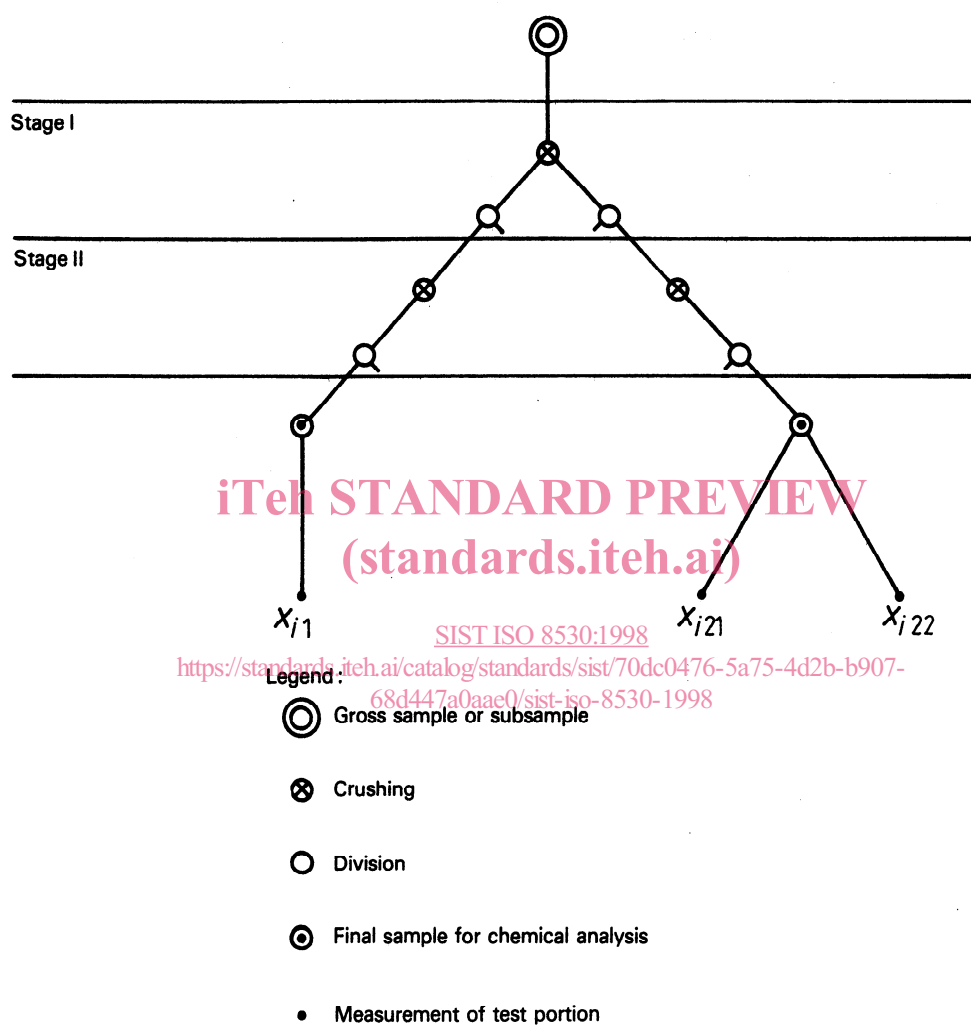 Stage I
Stage II
iTeh STANDARD PREVIEW
(standards.iteh.ai)
x i1
x i21
x i22
SIST ISO 8530:1998
https://standards.iteh.ai/catalog/standards/sist/70dc0476-5a75-4d2b-b907-
Legend:
68d447a0aae0/sist-iso-8530-1998
Gross sample or subsample
Crushing
Division
Final sample for chemical analysis
Measurement of test portion